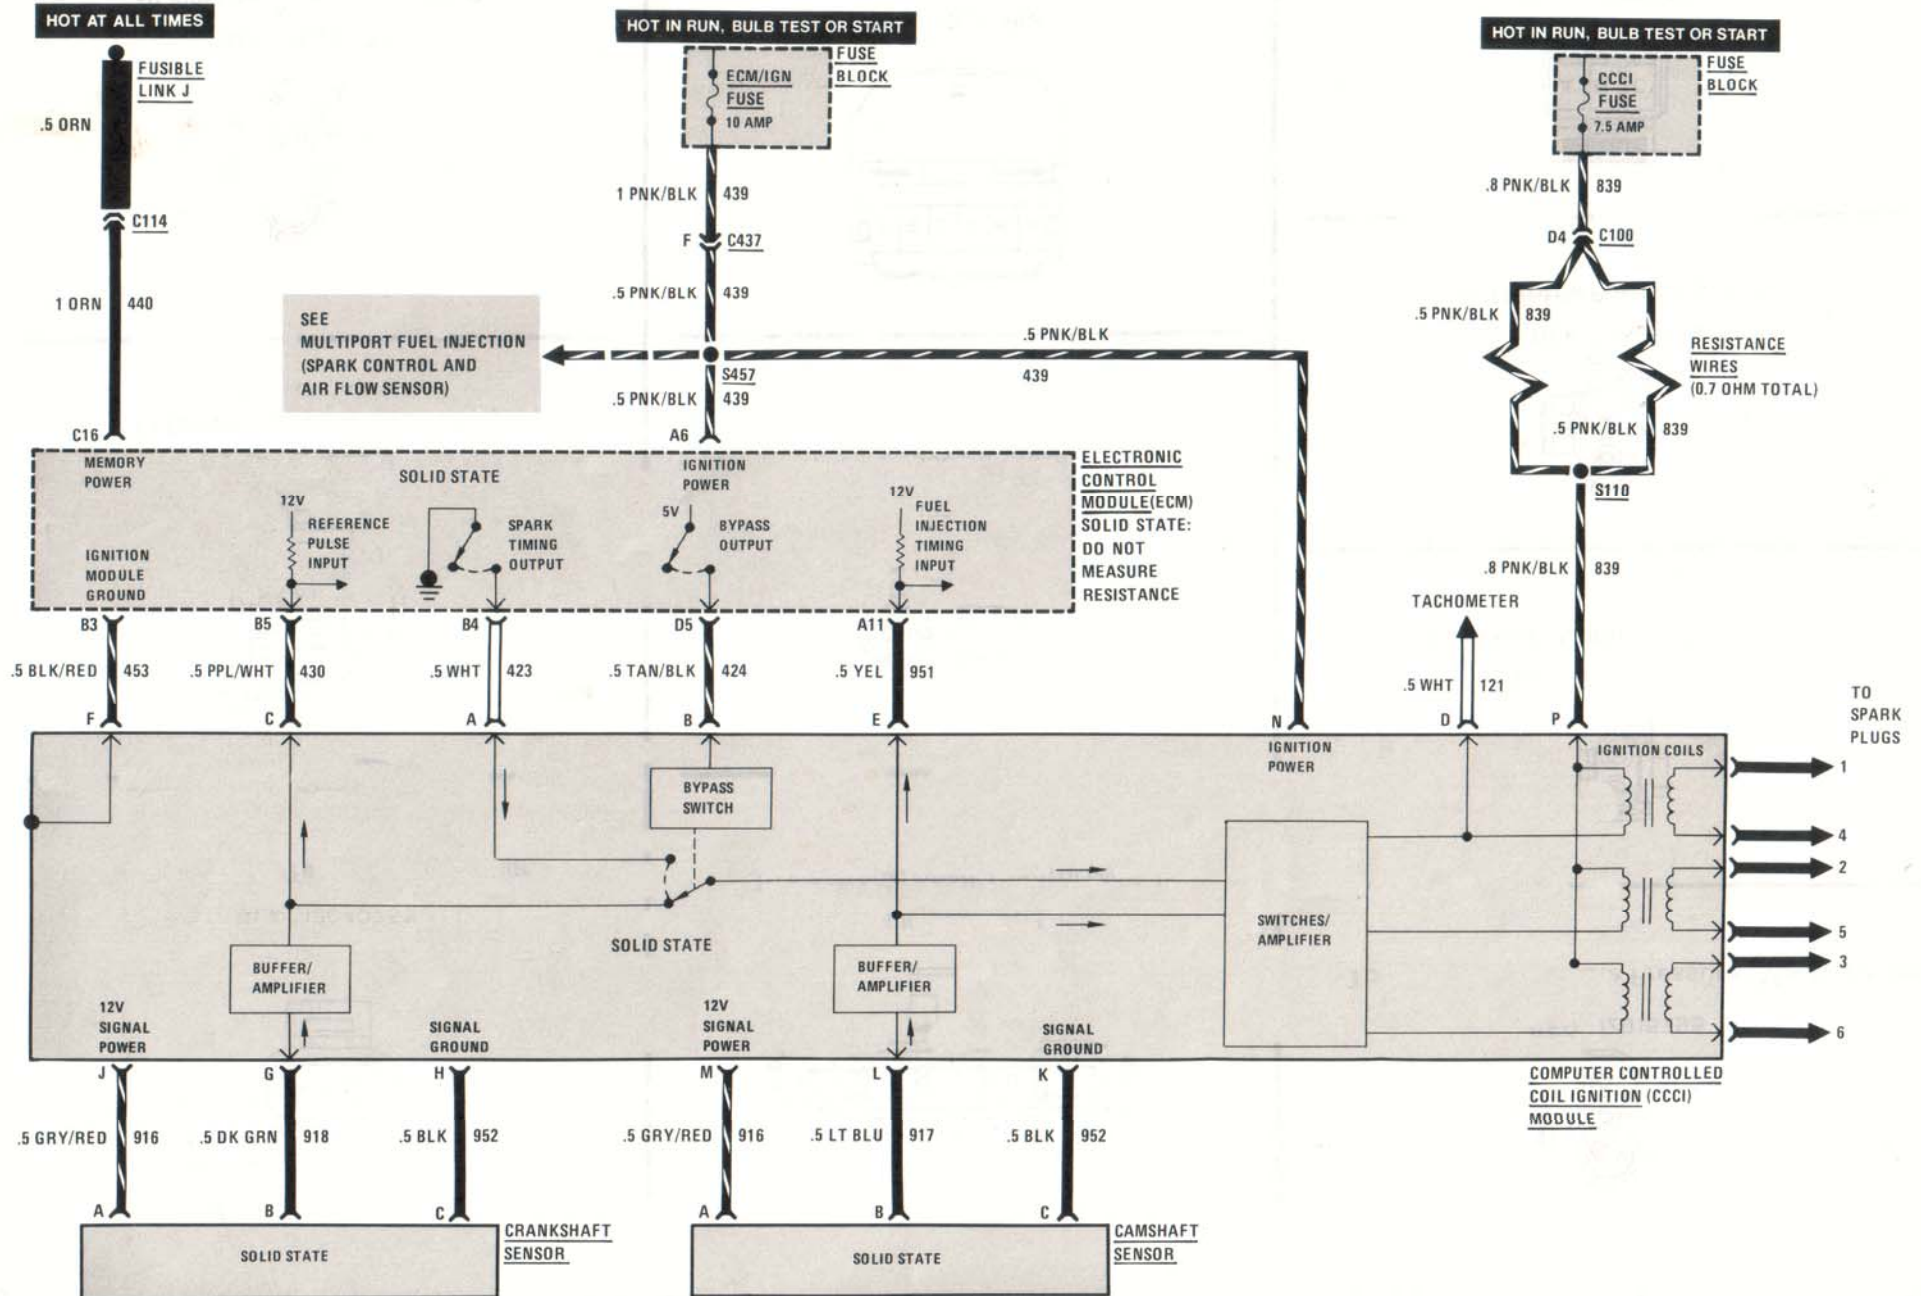 HOT AT ALL TIMES
HOT IN RUN, BULB TEST OR START
HOT IN RUN, BULB TEST OR START
FUSIBLE
LINK J
.5 ORN
C114
1 ORN 440
C16
ECM/IGN
FUSE
10 AMP
FUSE
BLOCK
1 PNK/BLK 439
F C437
.5 PNK/BLK 439
SEE
MULTIPORT FUEL INJECTION
(SPARK CONTROL AND
AIR FLOW SENSOR)
S457
.5 PNK/BLK 439
A6
.5 PNK/BLK
439
CCCI
FUSE
7.5 AMP
FUSE
BLOCK
.8 PNK/BLK 839
D4 C100
.5 PNK/BLK 839
RESISTANCE
WIRES
(0.7 OHM TOTAL)
.5 PNK/BLK 839
S110
.8 PNK/BLK 839
TACHOMETER
.5 WHT 121
MEMORY
POWER
IGNITION
MODULE
GROUND
12V
REFERENCE
PULSE
INPUT
SOLID STATE
SPARK
TIMING
OUTPUT
IGNITION
POWER
5V
BYPASS
OUTPUT
12V
FUEL
INJECTION
TIMING
INPUT
ELECTRONIC
CONTROL
MODULE(ECM)
SOLID STATE:
DO NOT
MEASURE
RESISTANCE
B3 B5 B4 D5 A11
.5 BLK/RED 453 .5 PPL/WHT 430 .5 WHT 423 .5 TAN/BLK 424 .5 YEL 951
F C A B E N D P
TO
SPARK
PLUGS
IGNITION
POWER
IGNITION COILS
BYPASS
SWITCH
1
4
2
5
3
6
SWITCHES/
AMPLIFIER
SOLID STATE
BUFFER/
AMPLIFIER
BUFFER/
AMPLIFIER
12V
SIGNAL
POWER
SIGNAL
GROUND
12V
SIGNAL
POWER
SIGNAL
GROUND
COMPUTER CONTROLLED
COIL IGNITION (CCCI)
MODULE
J G H M L K
.5 GRY/RED 916 .5 DK GRN 918 .5 BLK 952 .5 GRY/RED 916 .5 LT BLU 917 .5 BLK 952
A B C A B C
SOLID STATE
CRANKSHAFT
SENSOR
SOLID STATE
CAMSHAFT
SENSOR